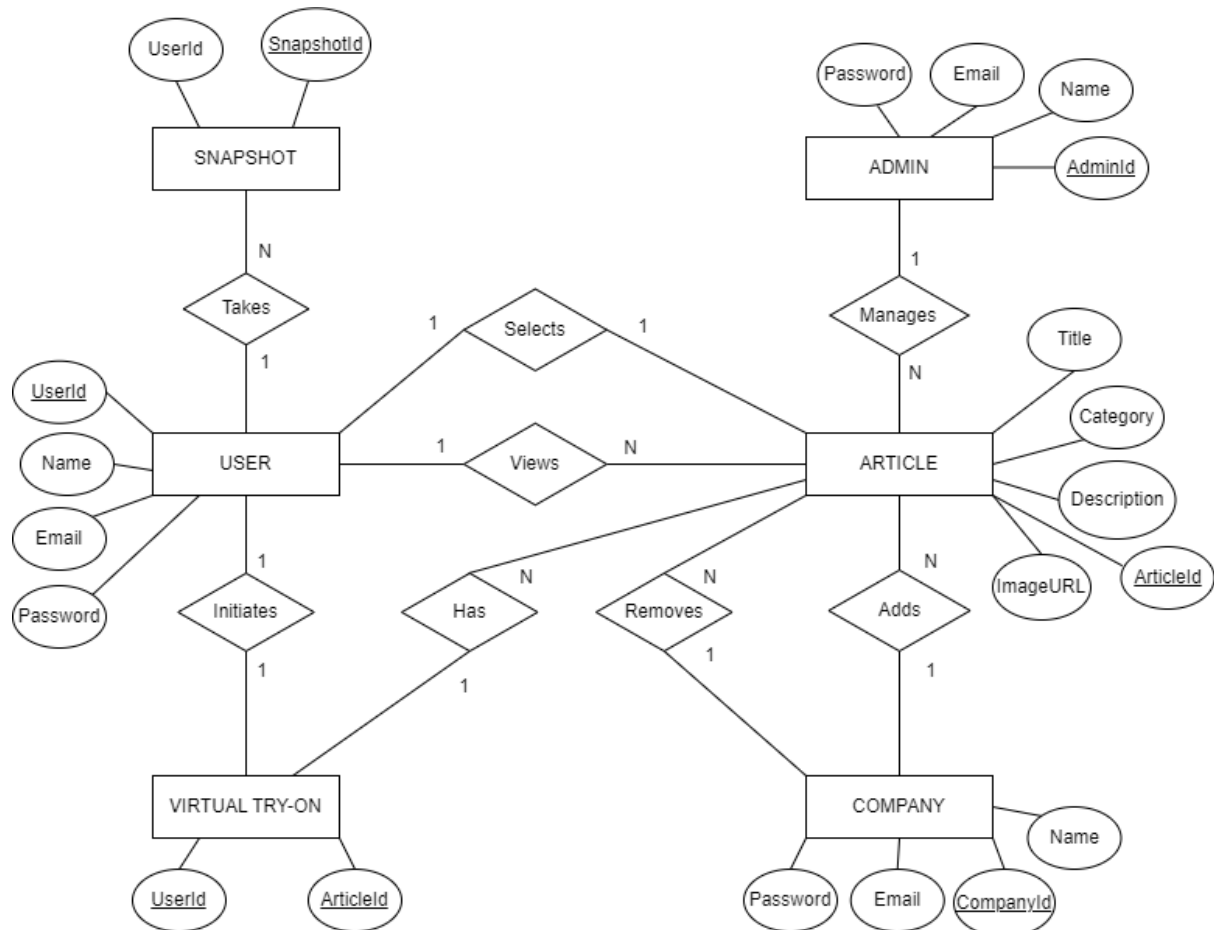 UserId
SnapshotId
SNAPSHOT
Password
Email
Name
ADMIN
AdminId
N
Takes
1
1
Manages
N
1
Selects
1
Title
UserId
Name
Email
Password
USER
1
Views
N
ARTICLE
Category
Description
ArticleId
ImageURL
1
Initiates
1
N
Has
1
N
Removes
1
N
Adds
1
VIRTUAL TRY-ON
UserId
ArticleId
COMPANY
Name
Password
Email
CompanyId